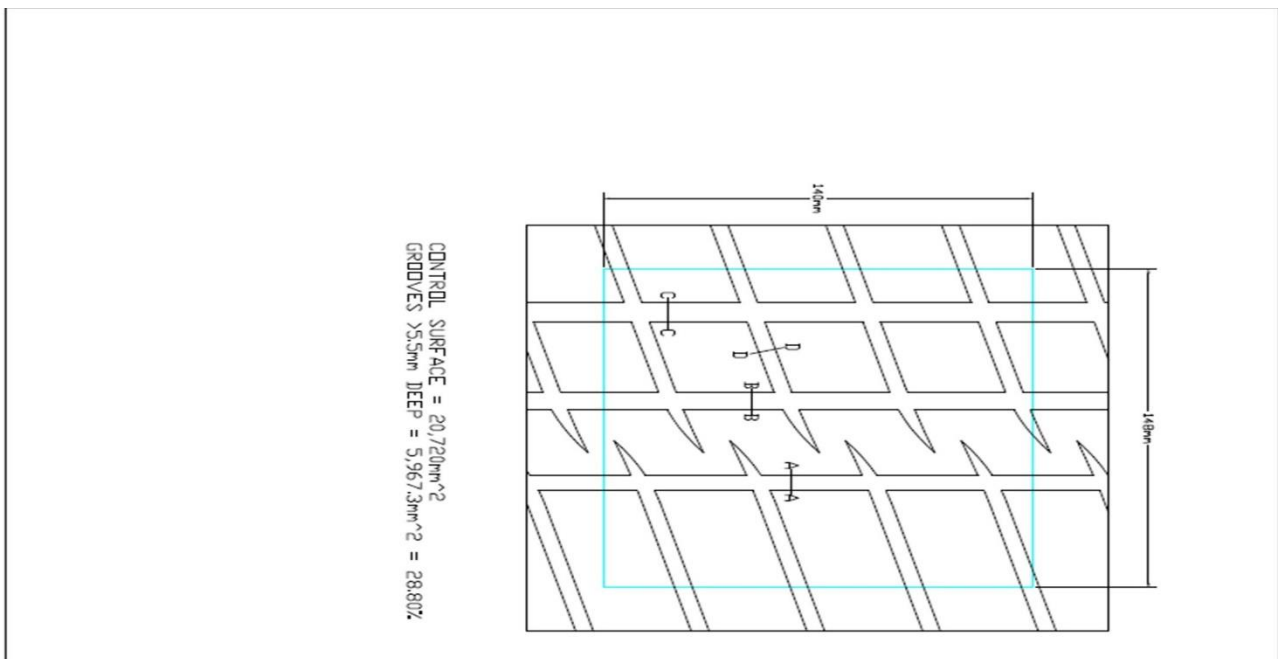 140mm
148mm
C
C
D
D
B
B
A
A
CONTROL SURFACE = 20,720mm^2
GROOVES >5.5mm DEEP = 5,967.3mm^2 = 28.80%